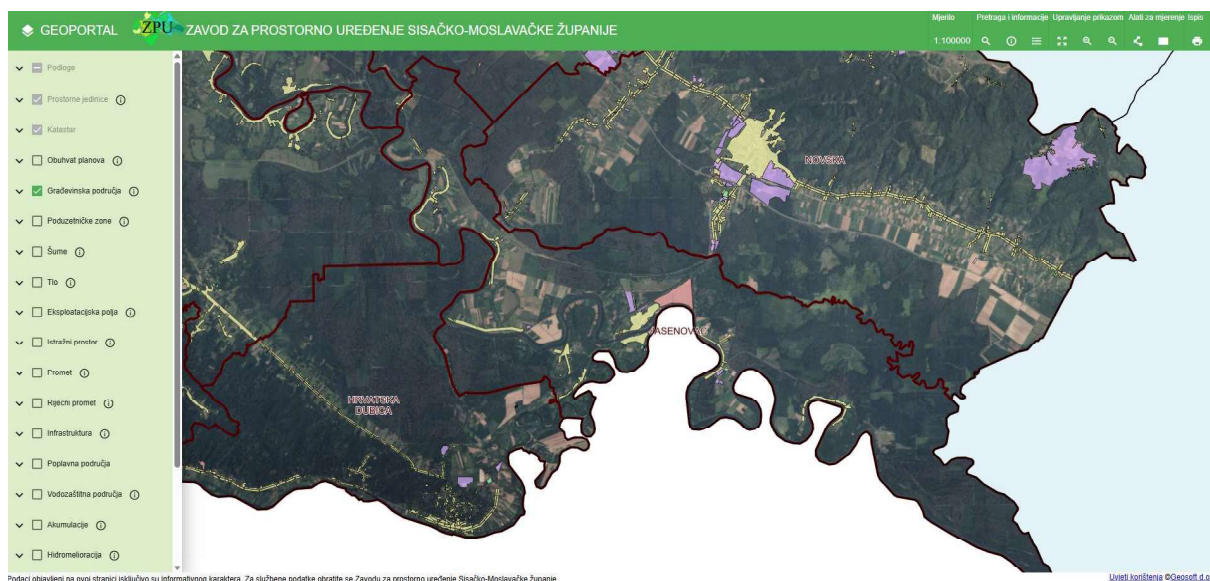 GEOPORTAL ZPU ZAVOD ZA PROSTORNO UREĐENJE SISAČKO-MOSLAVAČKE ŽUPANIJE
Mjerilo Pretraga i informacije Upravljanje prikazom Alati za mjerenje Ispis
1:100000
Podloge
Prostorne jedinice
Katastar
Obuhvat planova
Građevinska područja
Poduzetničke zone
Šume
Tlo
Eksploatacijska polja
Istražni prostor
Promet
Riječni promet
Infrastruktura
Poplavna područja
Vodozaštitna područja
Akumulacije
Hidromelioracija
NOVSKA
JASENOVAC
HRVATSKA
DUBICA
Podaci objavljeni na ovoj stranici isključivo su informativnog karaktera. Za službene podatke obratite se Zavodu za prostorno uređenje Sisačko-Moslavačke županije.
Uvjeti korištenja ©Geosoft d.o